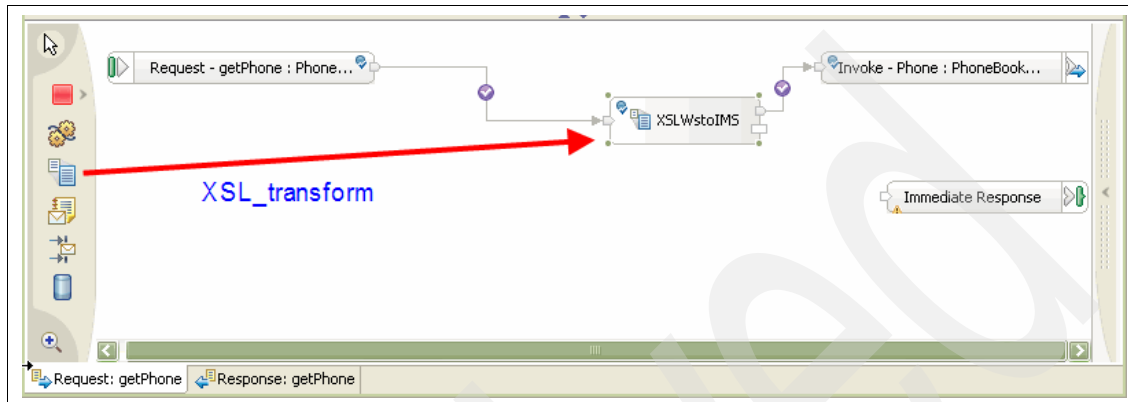 Request - getPhone : Phone...
Invoke - Phone : PhoneBook...
XSLWstoIMS
XSL_transform
Immediate Response
Request: getPhone
Response: getPhone